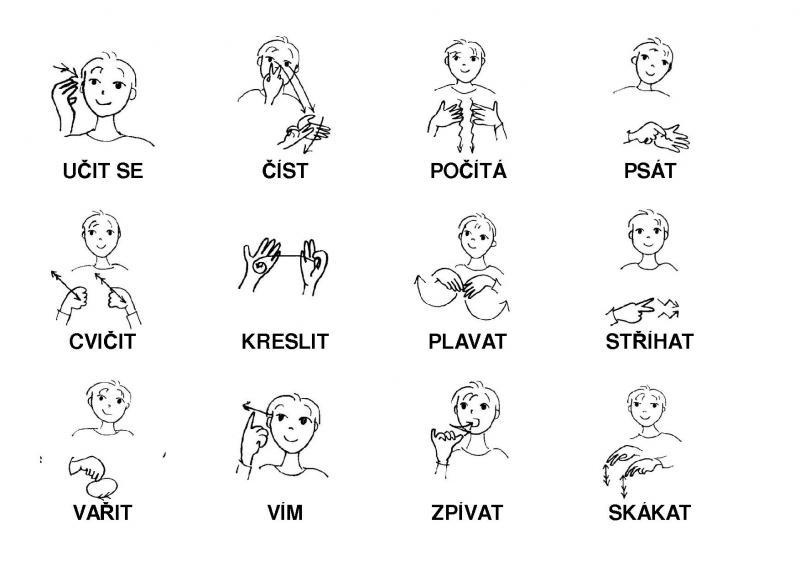 UČIT SE
ČÍST
POČÍTÁ
PSÁT
CVIČIT
KRESLIT
PLAVAT
STŘÍHAT
VAŘIT
VÍM
ZPÍVAT
SKÁKAT